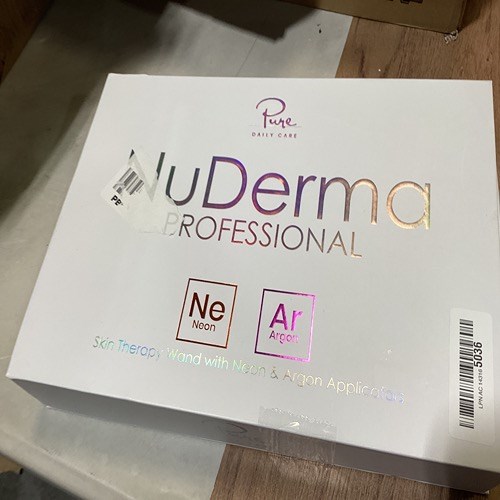 Pure
DAILY CARE
NuDerma
PROFESSIONAL
Ne
Neon
Ar
Argon
Skin Therapy Wand with Neon & Argon Applicators
5036